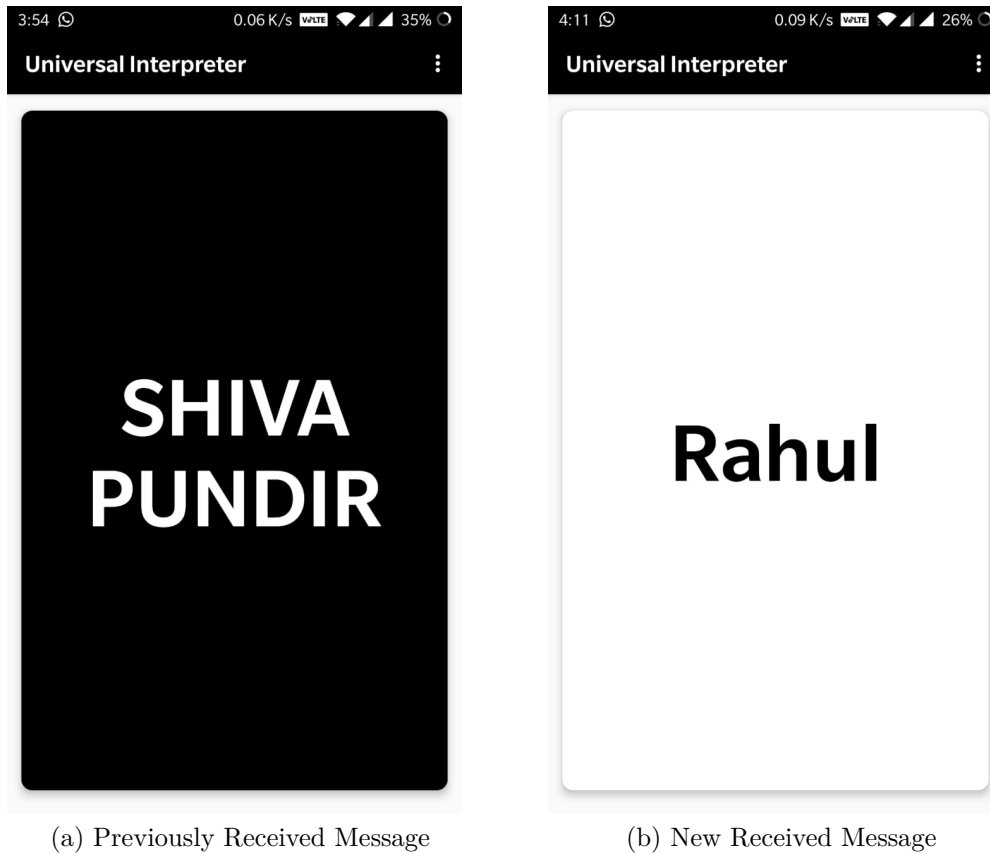 3:54 0.06 K/s VoLTE 35%
Universal Interpreter
SHIVA
PUNDIR
(a) Previously Received Message
4:11 0.09 K/s VoLTE 26%
Universal Interpreter
Rahul
(b) New Received Message